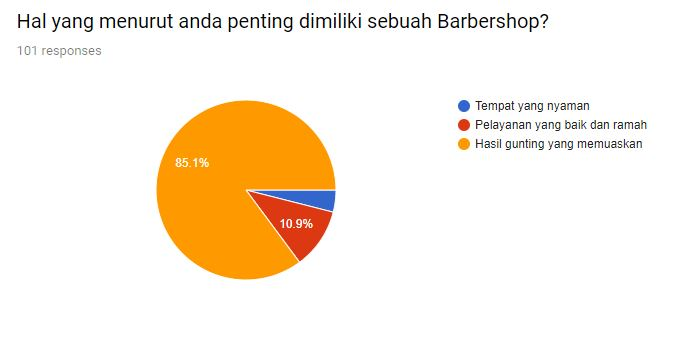 Hal yang menurut anda penting dimiliki sebuah Barbershop?
101 responses
Tempat yang nyaman
Pelayanan yang baik dan ramah
Hasil gunting yang memuaskan
85.1%
10.9%